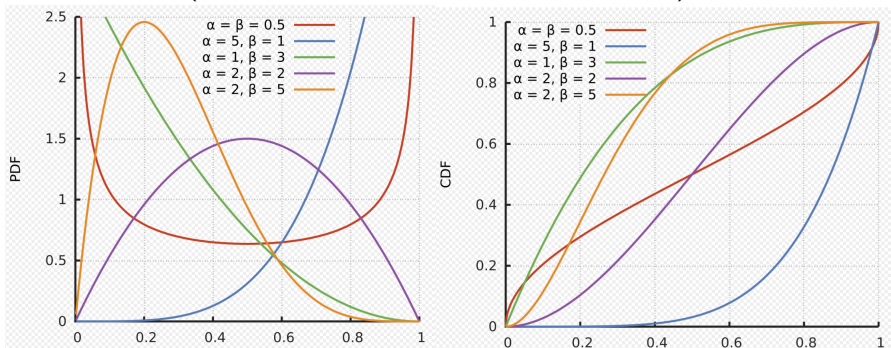 2.5
2
1.5
1
0.5
0
PDF
α = β = 0.5
α = 5, β = 1
α = 1, β = 3
α = 2, β = 2
α = 2, β = 5
0 0.2 0.4 0.6 0.8 1
1
0.8
0.6
0.4
0.2
0
CDF
α = β = 0.5
α = 5, β = 1
α = 1, β = 3
α = 2, β = 2
α = 2, β = 5
0 0.2 0.4 0.6 0.8 1